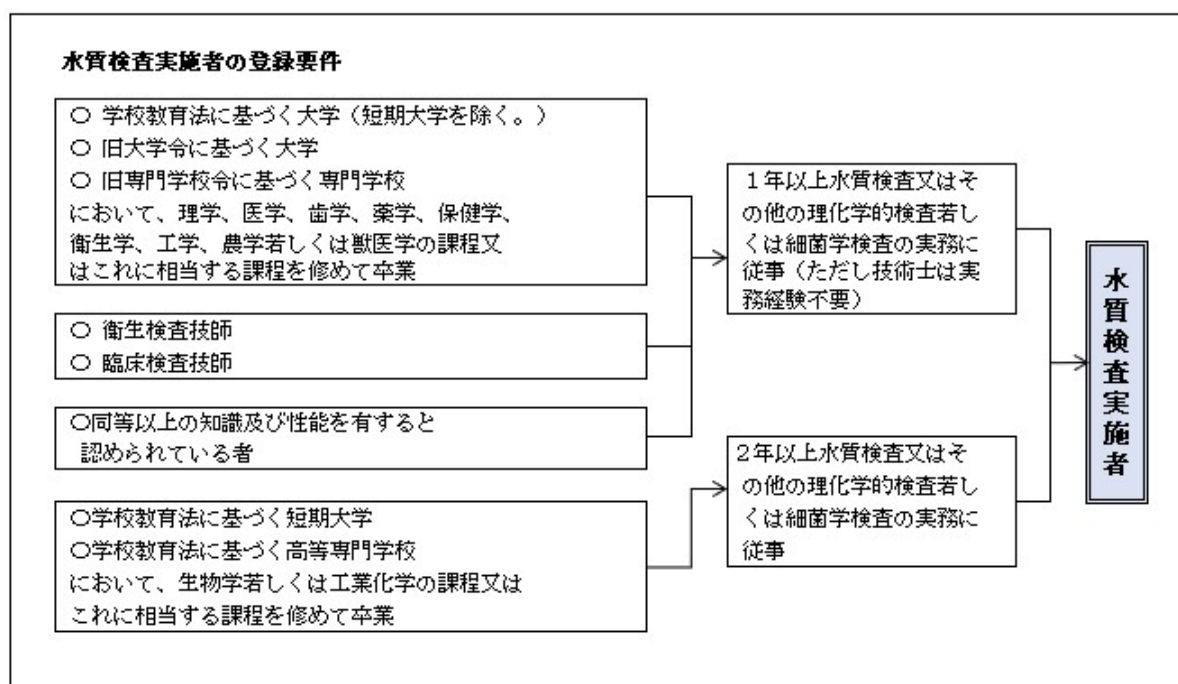 水質検査実施者の登録要件
○ 学校教育法に基づく大学（短期大学を除く。）
○ 旧大学令に基づく大学
○ 旧専門学校令に基づく専門学校
において、理学、医学、歯学、薬学、保健学、
衛生学、工学、農学若しくは獣医学の課程又
はこれに相当する課程を修めて卒業
○ 衛生検査技師
○ 臨床検査技師
○同等以上の知識及び性能を有すると
認められている者
○学校教育法に基づく短期大学
○学校教育法に基づく高等専門学校
において、生物学若しくは工業化学の課程又は
これに相当する課程を修めて卒業
１年以上水質検査又はそ
の他の理化学的検査若し
くは細菌学検査の実務に
従事（ただし技術士は実
務経験不要）
２年以上水質検査又はそ
の他の理化学的検査若し
くは細菌学検査の実務に
従事
水質検査実施者